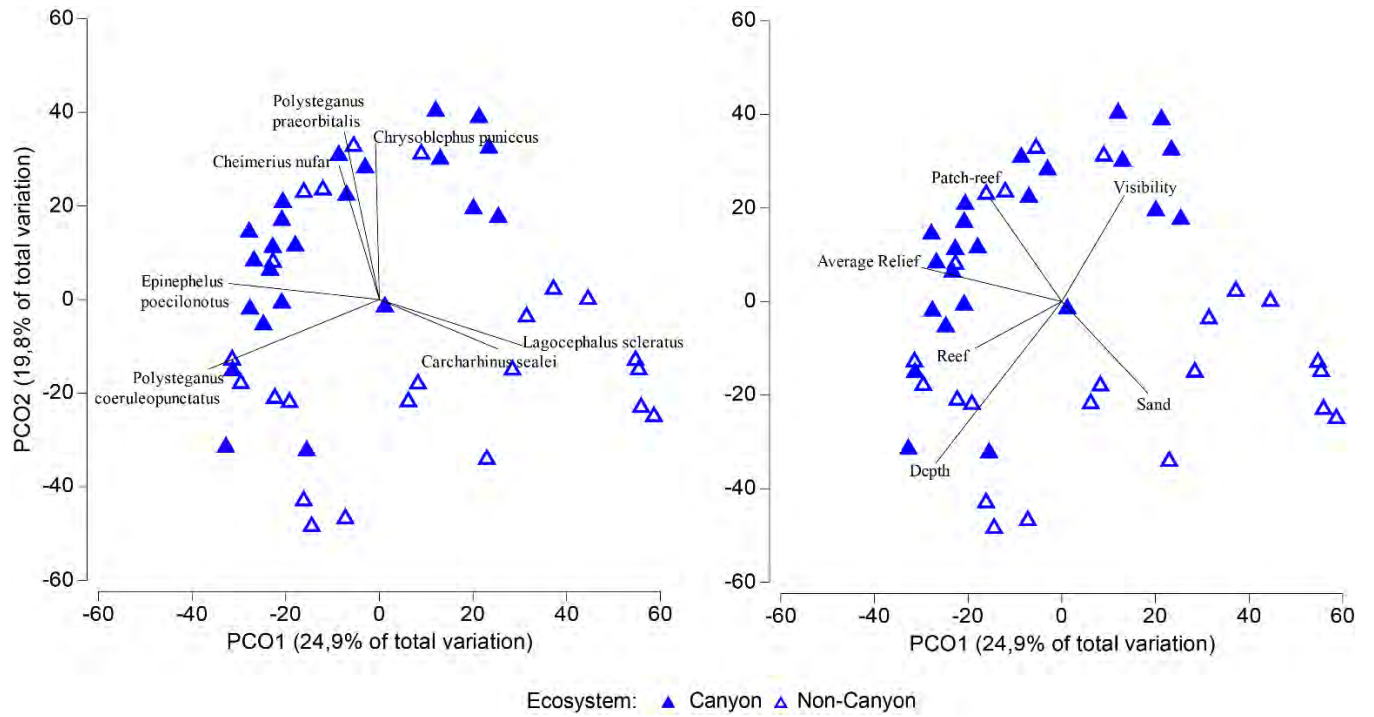 60
40
20
0
-20
-40
-60
PCO2 (19,8% of total variation)
Polysteganus
praeorbitalis
Chrysoblephus puniceus
Cheimerius nufar
Epinephelus
poecilonotus
Polysteganus
coeruleopunctatus
Lagocephalus scleratus
Carcharhinus sealei
-60 -40 -20 0 20 40 60
PCO1 (24,9% of total variation)
60
40
20
0
-20
-40
-60
Patch-reef
Visibility
Average Relief
Reef
Sand
Depth
-60 -40 -20 0 20 40 60
PCO1 (24,9% of total variation)
Ecosystem: Canyon Non-Canyon